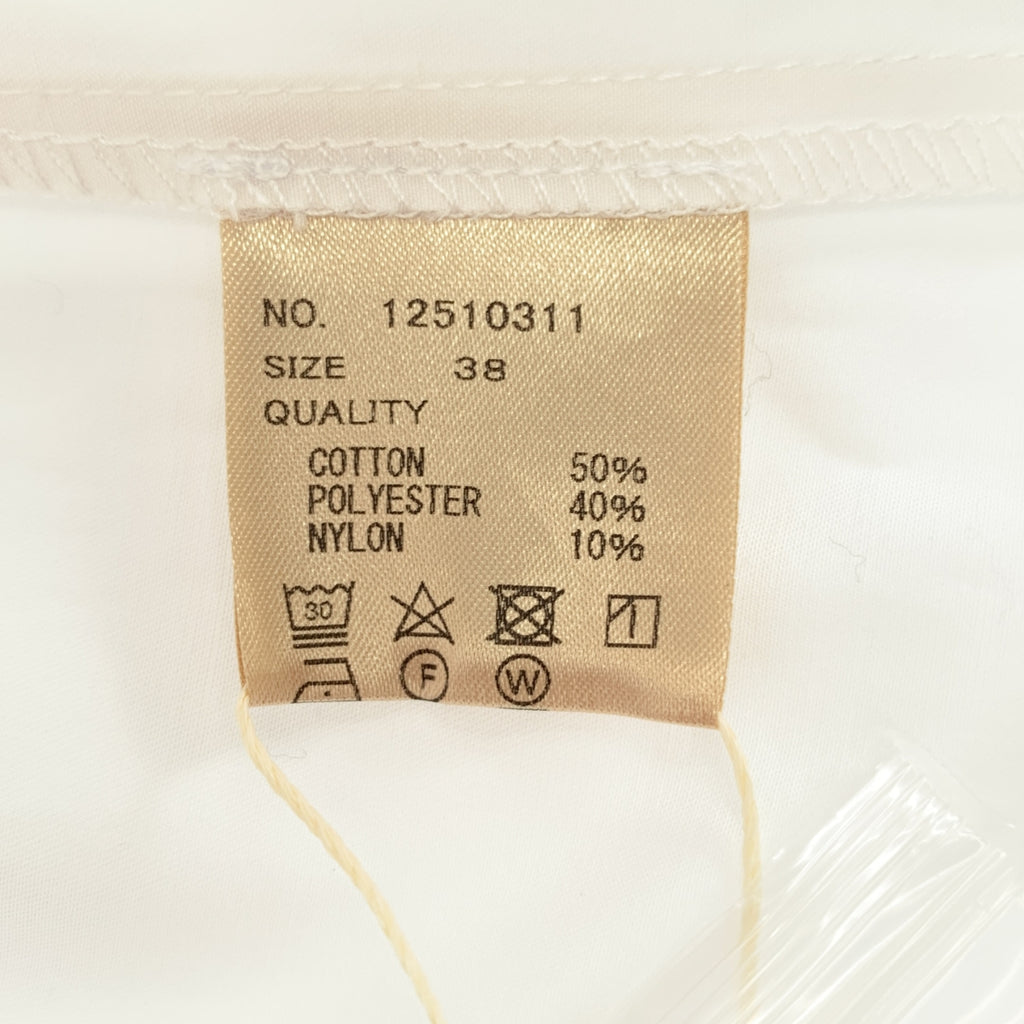 NO. 12510311
SIZE 38
QUALITY
COTTON 50%
POLYESTER 40%
NYLON 10%
30
F W